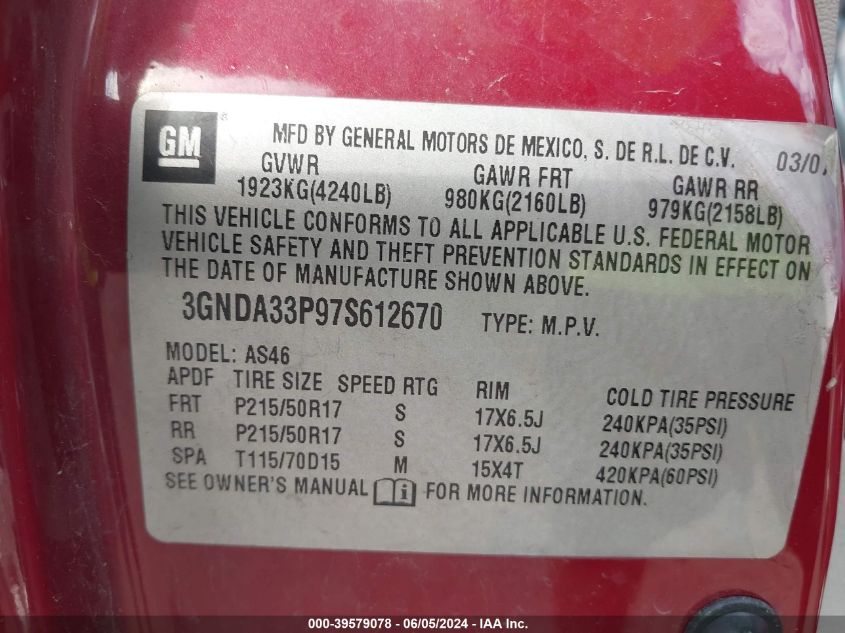 GM ®
MFD BY GENERAL MOTORS DE MEXICO, S. DE R.L. DE C.V. 03/0
GVWR GAWR FRT GAWR RR
1923KG(4240LB) 980KG(2160LB) 979KG(2158LB)
THIS VEHICLE CONFORMS TO ALL APPLICABLE U.S. FEDERAL MOTOR
VEHICLE SAFETY AND THEFT PREVENTION STANDARDS IN EFFECT ON
THE DATE OF MANUFACTURE SHOWN ABOVE.
3GNDA33P97S612670 TYPE: M.P.V.
MODEL: AS46
APDF TIRE SIZE SPEED RTG RIM COLD TIRE PRESSURE
FRT P215/50R17 S 17X6.5J 240KPA(35PSI)
RR P215/50R17 S 17X6.5J 240KPA(35PSI)
SPA T115/70D15 M 15X4T 420KPA(60PSI)
SEE OWNER'S MANUAL i FOR MORE INFORMATION.
000-39579078 - 06/05/2024 - IAA Inc.